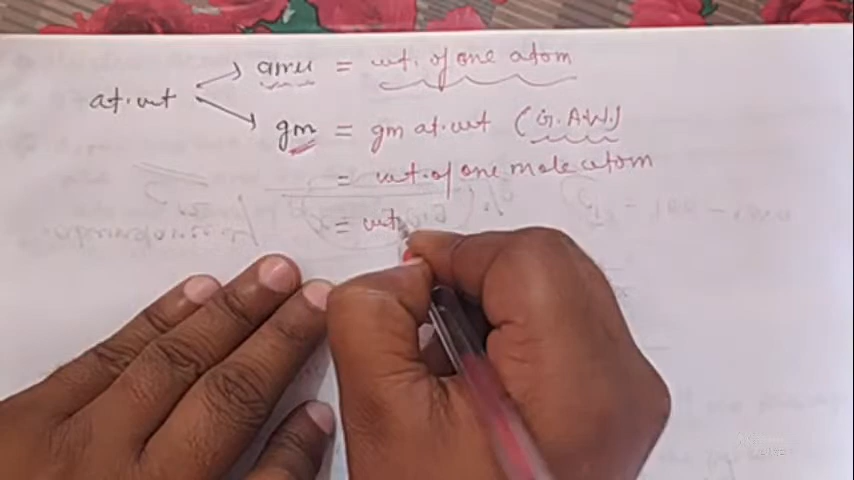 at.wt
amu = wt. of one atom
gm = gm at.wt (G.A.W.)
= wt. of one mole atom
= wt